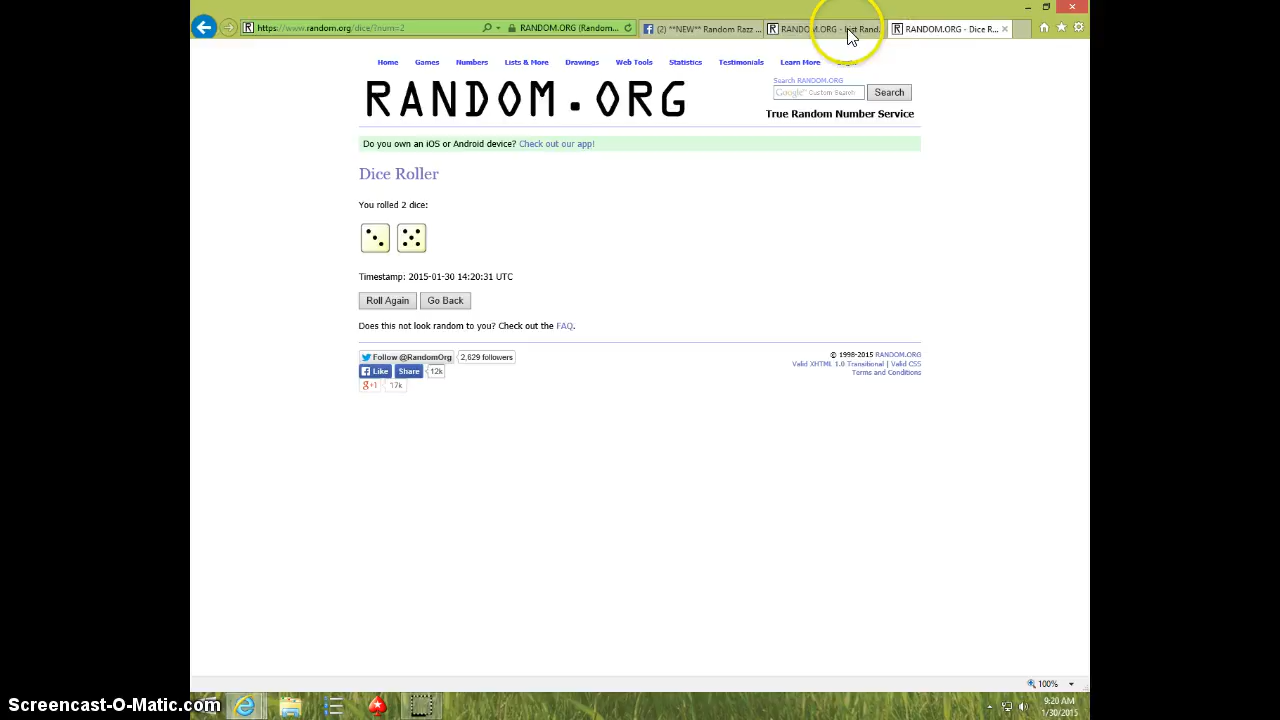 https://www.random.org/dice/?num=2
RANDOM.ORG (Random...
(2) **NEW** Random Razz ...
RANDOM.ORG - List Rand...
RANDOM.ORG - Dice R...
Home Games Numbers Lists & More Drawings Web Tools Statistics Testimonials Learn More Login
RANDOM.ORG
Search RANDOM.ORG
Google™ Custom Search
Search
True Random Number Service
Do you own an iOS or Android device? Check out our app!
Dice Roller
You rolled 2 dice:
Timestamp: 2015-01-30 14:20:31 UTC
Roll Again Go Back
Does this not look random to you? Check out the FAQ.
Follow @RandomOrg 2,629 followers
Like Share 12k
g+1 17k
© 1998-2015 RANDOM.ORG
Valid XHTML 1.0 Transitional | Valid CSS
Terms and Conditions
100%
9:20 AM
1/30/2015
Screencast-O-Matic.com